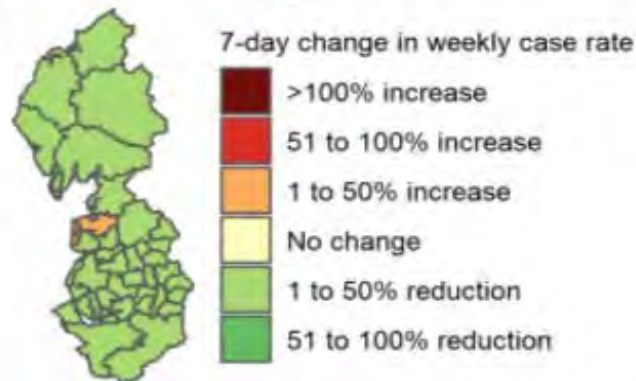 7-day change in weekly case rate
>100% increase
51 to 100% increase
1 to 50% increase
No change
1 to 50% reduction
51 to 100% reduction